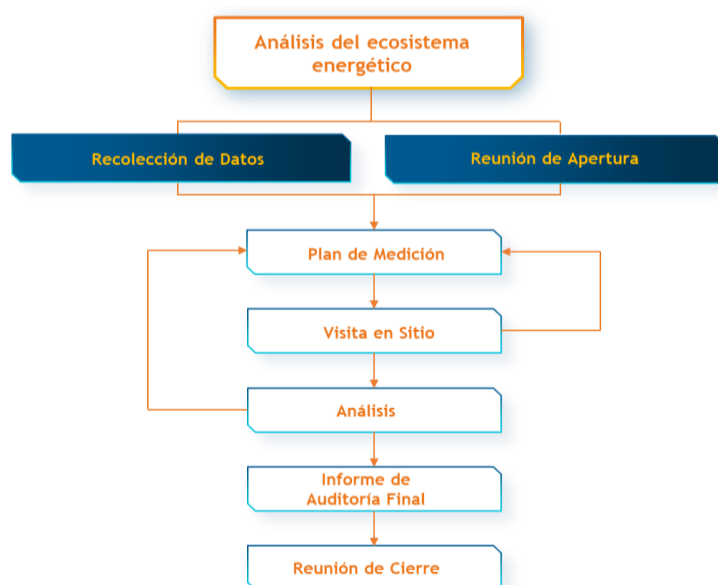 Análisis del ecosistema
energético
Recolección de Datos
Reunión de Apertura
Plan de Medición
Visita en Sitio
Análisis
Informe de
Auditoría Final
Reunión de Cierre